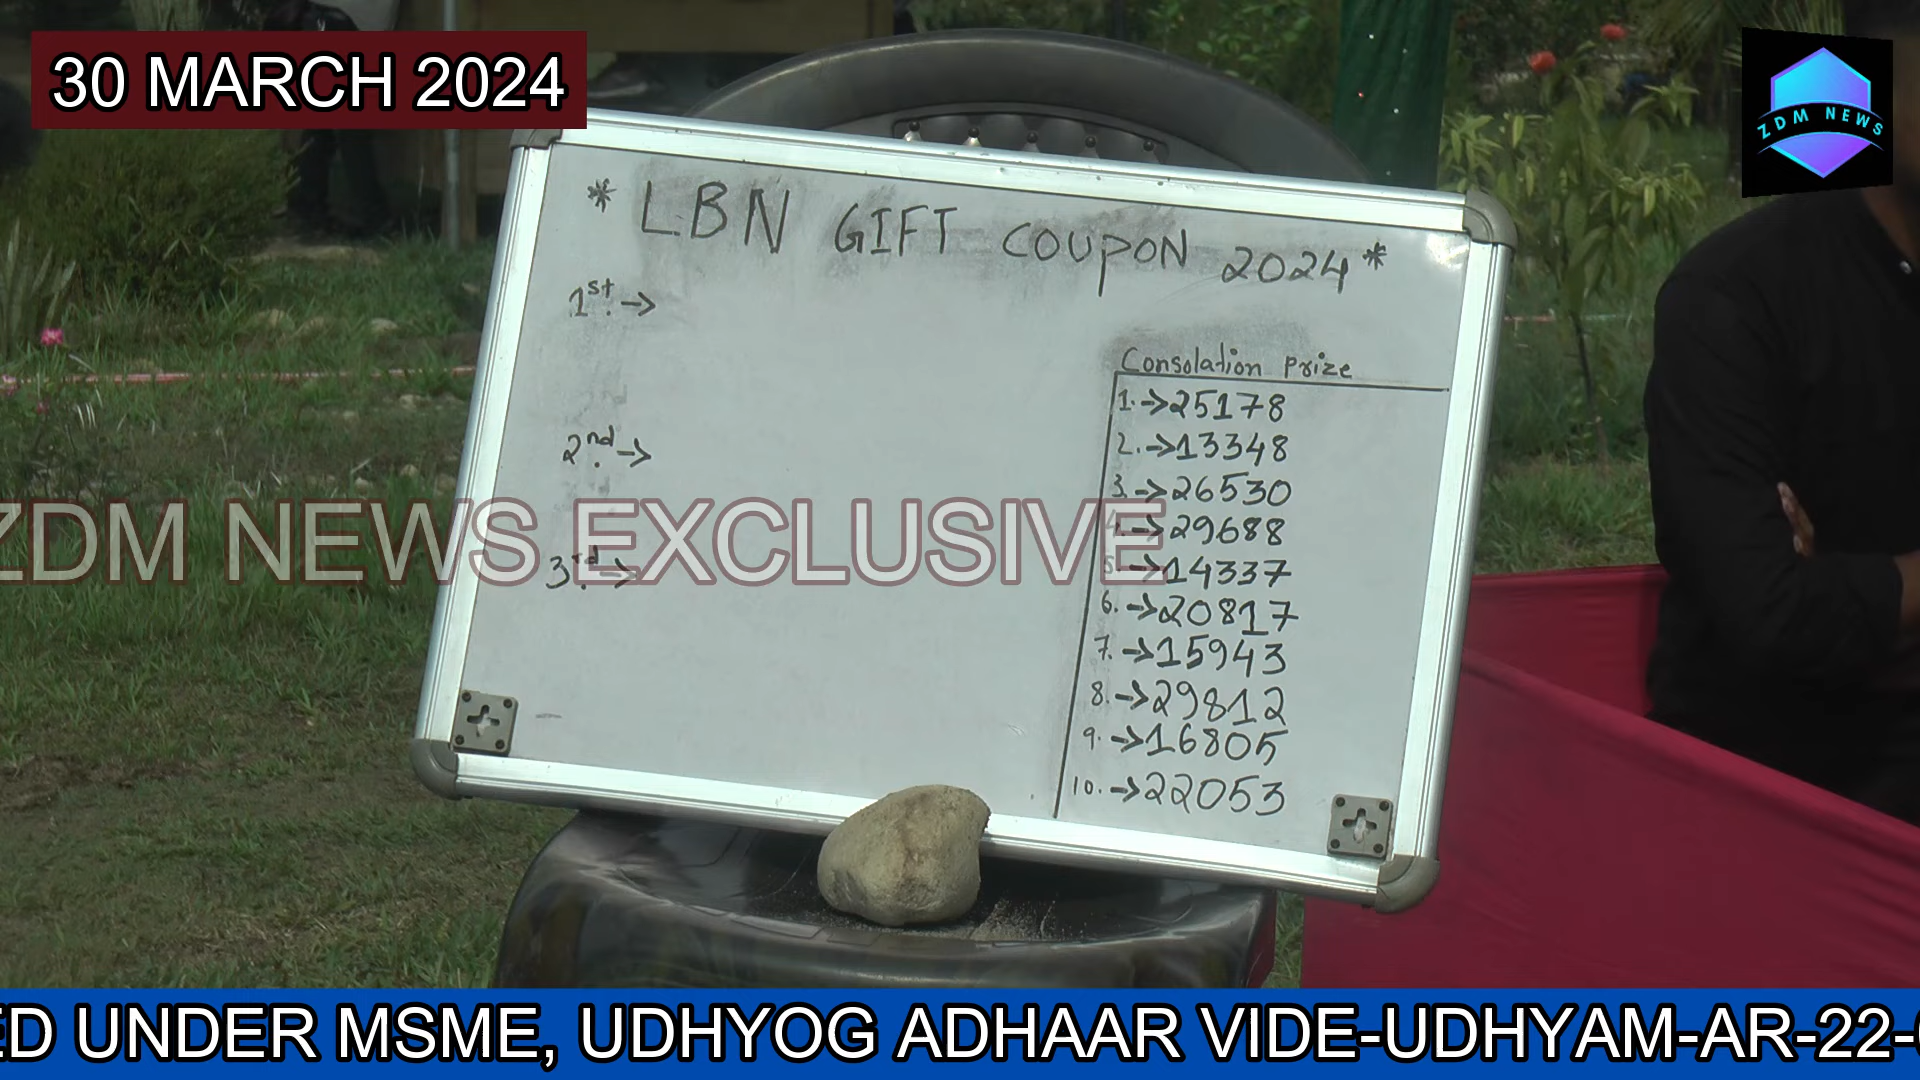 30 MARCH 2024
ZDM NEWS
* LBN GIFT COUPON 2024 *
1st. →
2nd. →
3rd. →
Consolation Prize
1. → 25178
2. → 13348
3. → 26530
4. → 29688
5. → 14337
6. → 20817
7. → 15943
8. → 29812
9. → 16805
10. → 22053
ZDM NEWS EXCLUSIVE
ED UNDER MSME, UDHYOG ADHAAR VIDE-UDHYAM-AR-22-